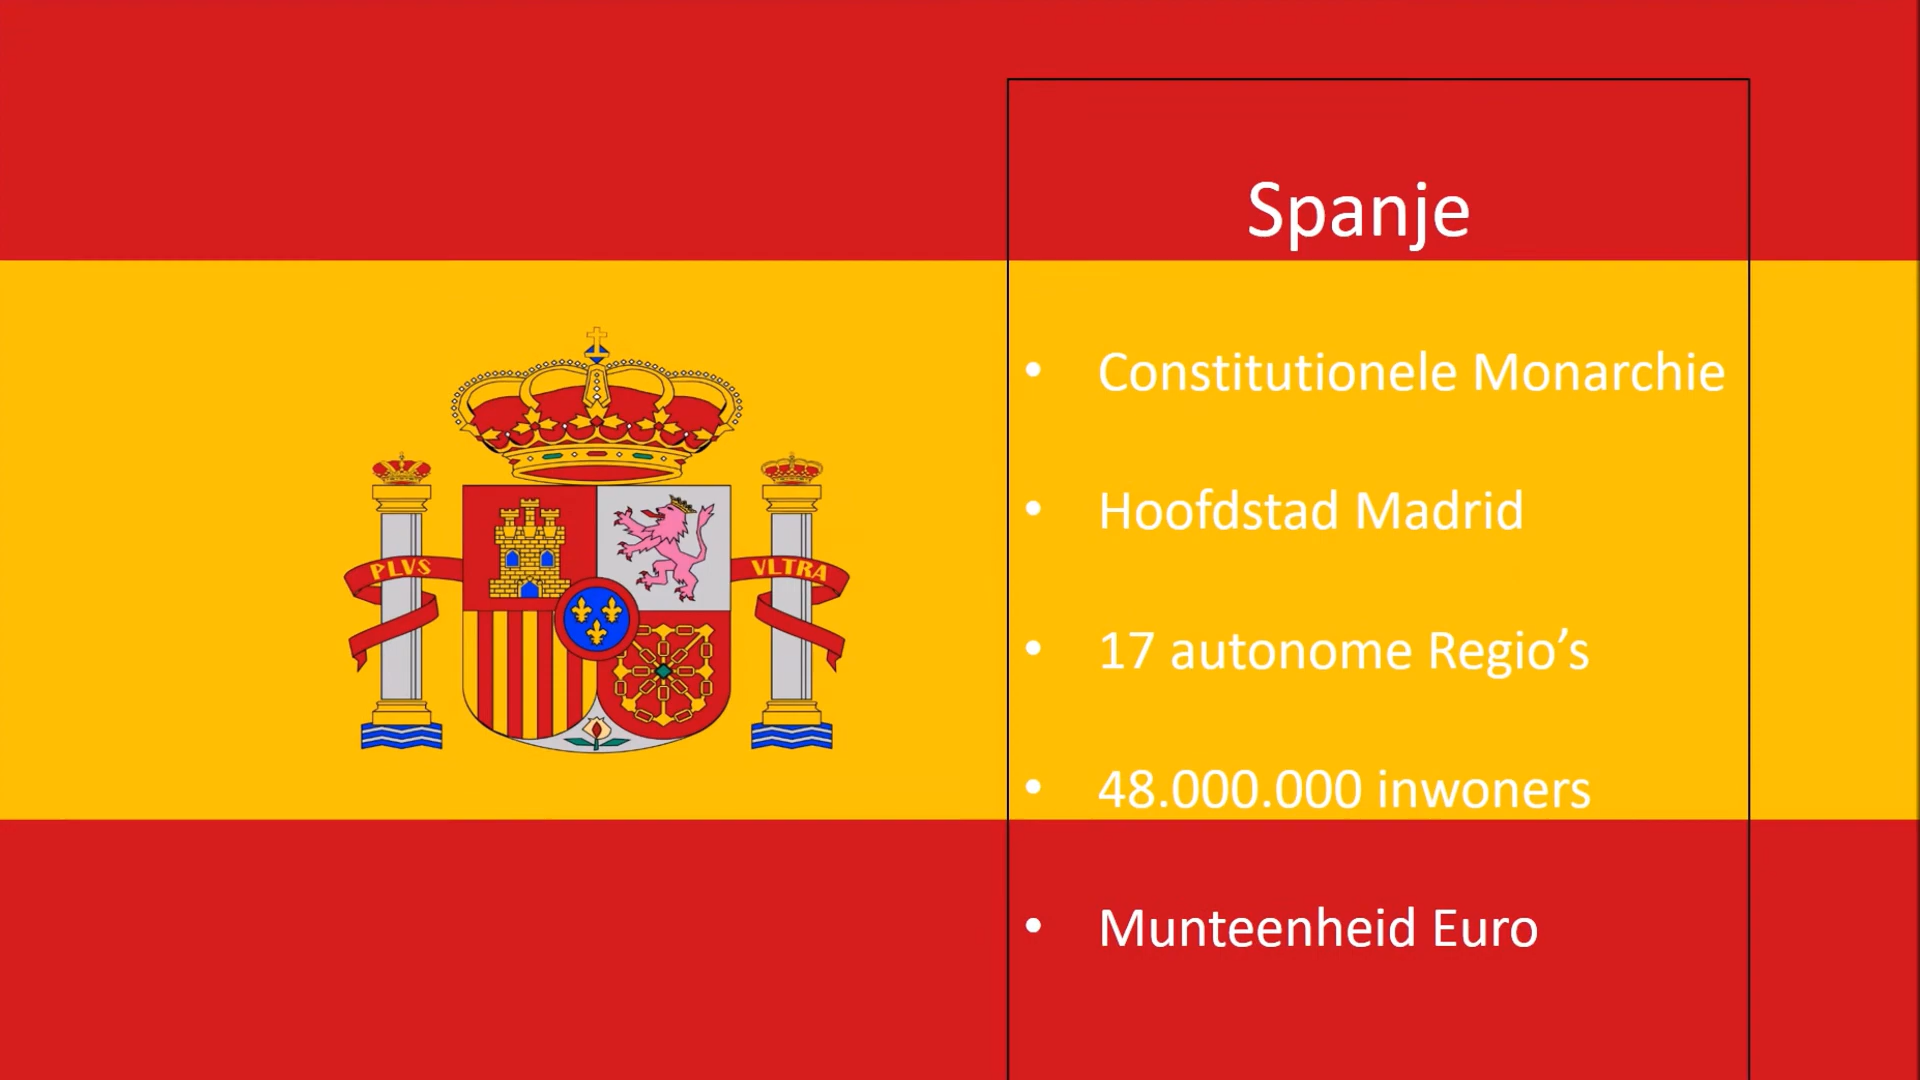 Spanje
• Constitutionele Monarchie
• Hoofdstad Madrid
• 17 autonome Regio’s
• 48.000.000 inwoners
• Munteenheid Euro
PLVS
VLTRA